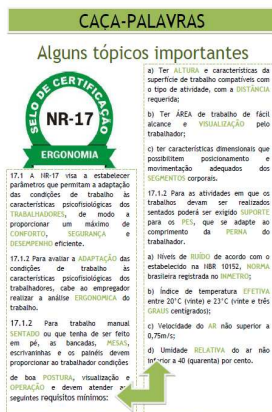 CAÇA-PALAVRAS
Alguns tópicos importantes
SELO DE CERTIFICAÇÃO
NR-17
ERGONOMIA
17.1 A NR-17 visa a estabelecer
parâmetros que permitam a adaptação
das condições de trabalho às
características psicofisiológicas dos
TRABALHADORES, de modo a
proporcionar um máximo de
CONFORTO, SEGURANÇA e
DESEMPENHO eficiente.
17.1.2 Para avaliar a ADAPTAÇÃO das
condições de trabalho às
características psicofisiológicas dos
trabalhadores, cabe ao empregador
realizar a análise ERGONOMICA do
trabalho.
17.1.2 Para trabalho manual
SENTADO ou que tenha de ser feito
em pé, as bancadas, MESAS,
escrivaninhas e os painéis devem
proporcionar ao trabalhador condições
de boa POSTURA, visualização e
OPERAÇÃO e devem atender aos
seguintes requisitos mínimos:
a) Ter ALTURA e características da
superfície de trabalho compatíveis com
o tipo de atividade, com a DISTÂNCIA
requerida;
b) Ter ÁREA de trabalho de fácil
alcance e VISUALIZAÇÃO pelo
trabalhador;
c) ter características dimensionais que
possibilitem posicionamento e
movimentação adequados dos
SEGMENTOS corporais.
17.1.2 Para as atividades em que os
trabalhos devam ser realizados
sentados poderá ser exigido SUPORTE
para os PES, que se adapte ao
comprimento da PERNA do
trabalhador.
a) Níveis de RUÍDO de acordo com o
estabelecido na HBR 10152, NORMA
brasileira registrada no INMETRO;
b) Índice de temperatura EFETIVA
entre 20°C (vinte) e 23°C (vinte e três
GRAUS centígrados);
c) Velocidade do AR não superior a
0,75m/s;
d) Umidade RELATIVA do ar não
inferior a 40 (quarenta) por cento.